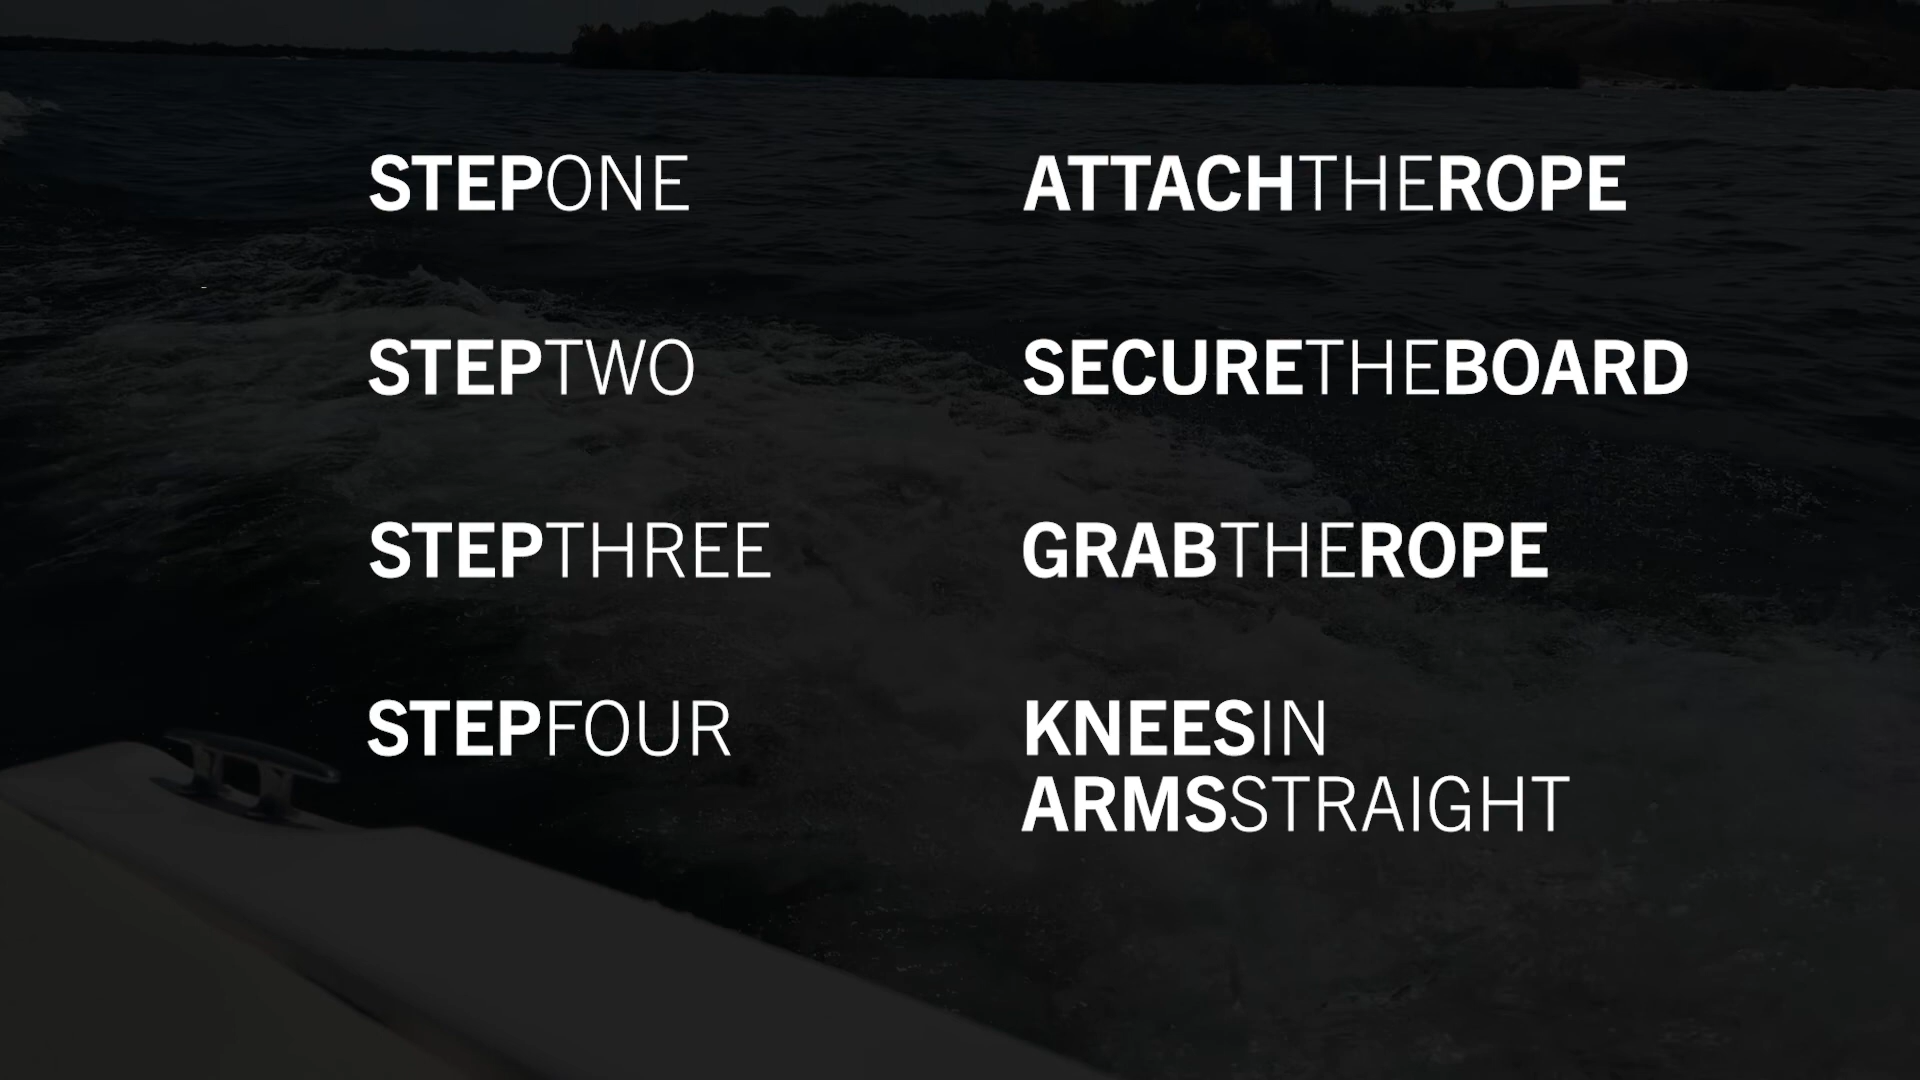 STEPONE ATTACHTHEROPE
STEPTWO SECURETHEBOARD
STEPTHREE GRABTHEROPE
STEPFOUR KNEESIN
ARMSSTRAIGHT